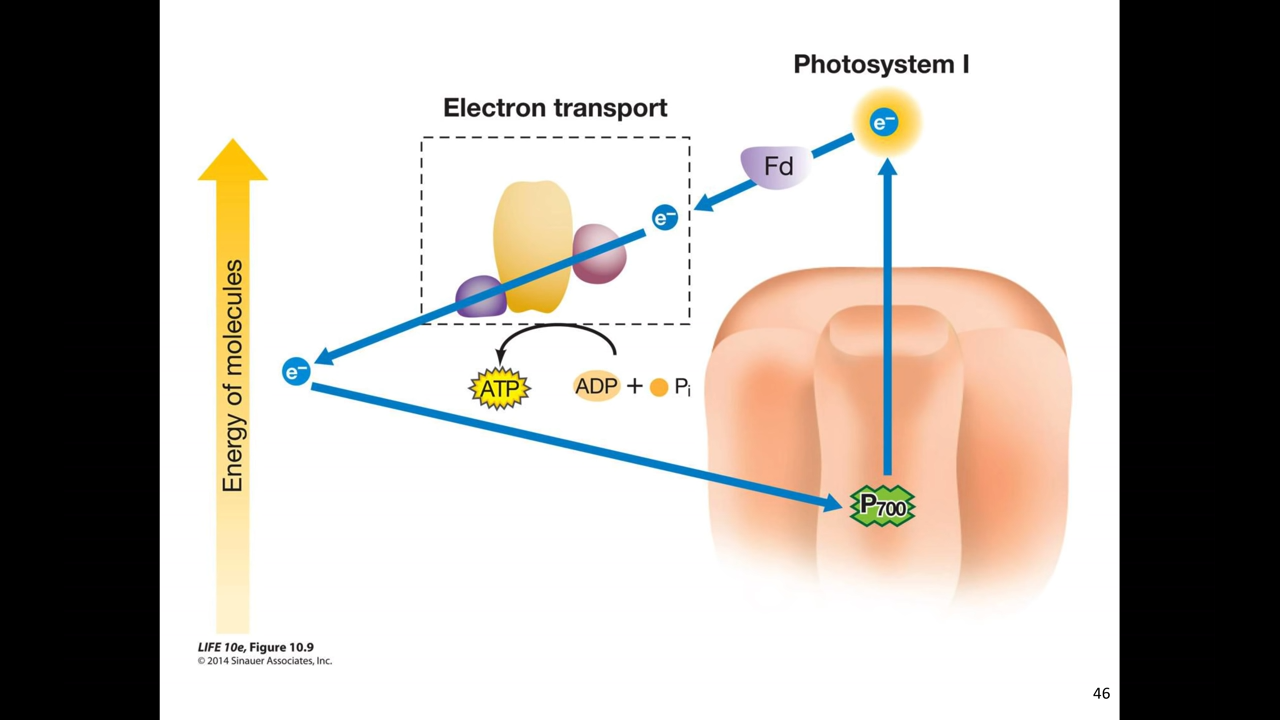 Photosystem I
Electron transport
e–
Fd
e–
Energy of molecules
e–
ATP
ADP + Pi
P700
LIFE 10e, Figure 10.9
© 2014 Sinauer Associates, Inc.
46